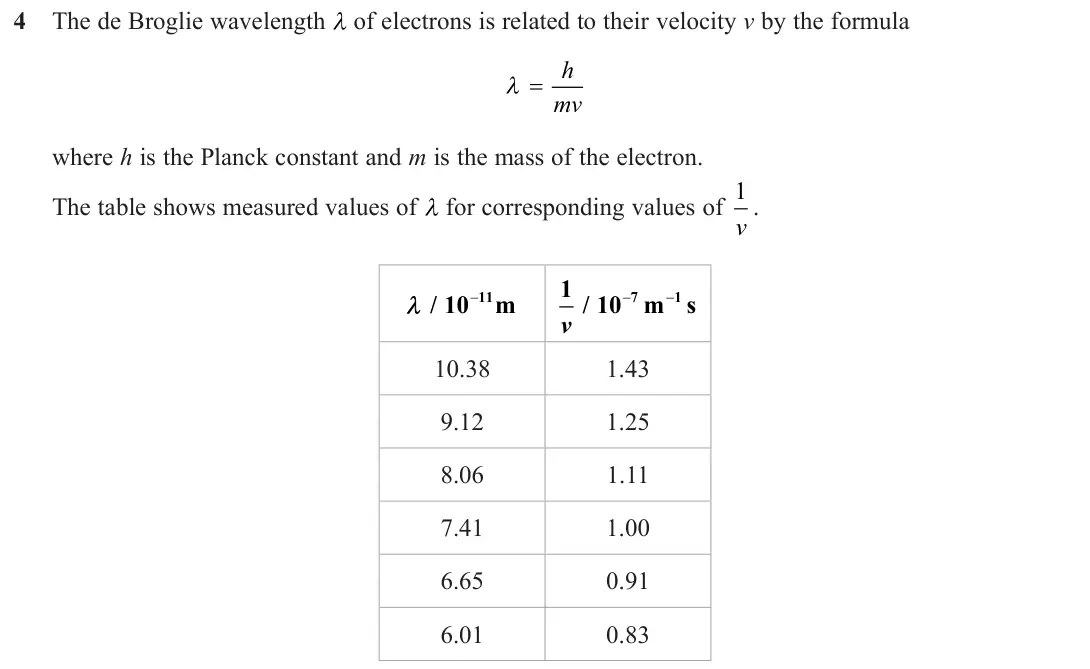 4 The de Broglie wavelength λ of electrons is related to their velocity v by the formula
λ = h/mv
where h is the Planck constant and m is the mass of the electron.
The table shows measured values of λ for corresponding values of 1/v.
λ / 10⁻¹¹ m 1/v / 10⁻⁷ m⁻¹ s
10.38 1.43
9.12 1.25
8.06 1.11
7.41 1.00
6.65 0.91
6.01 0.83